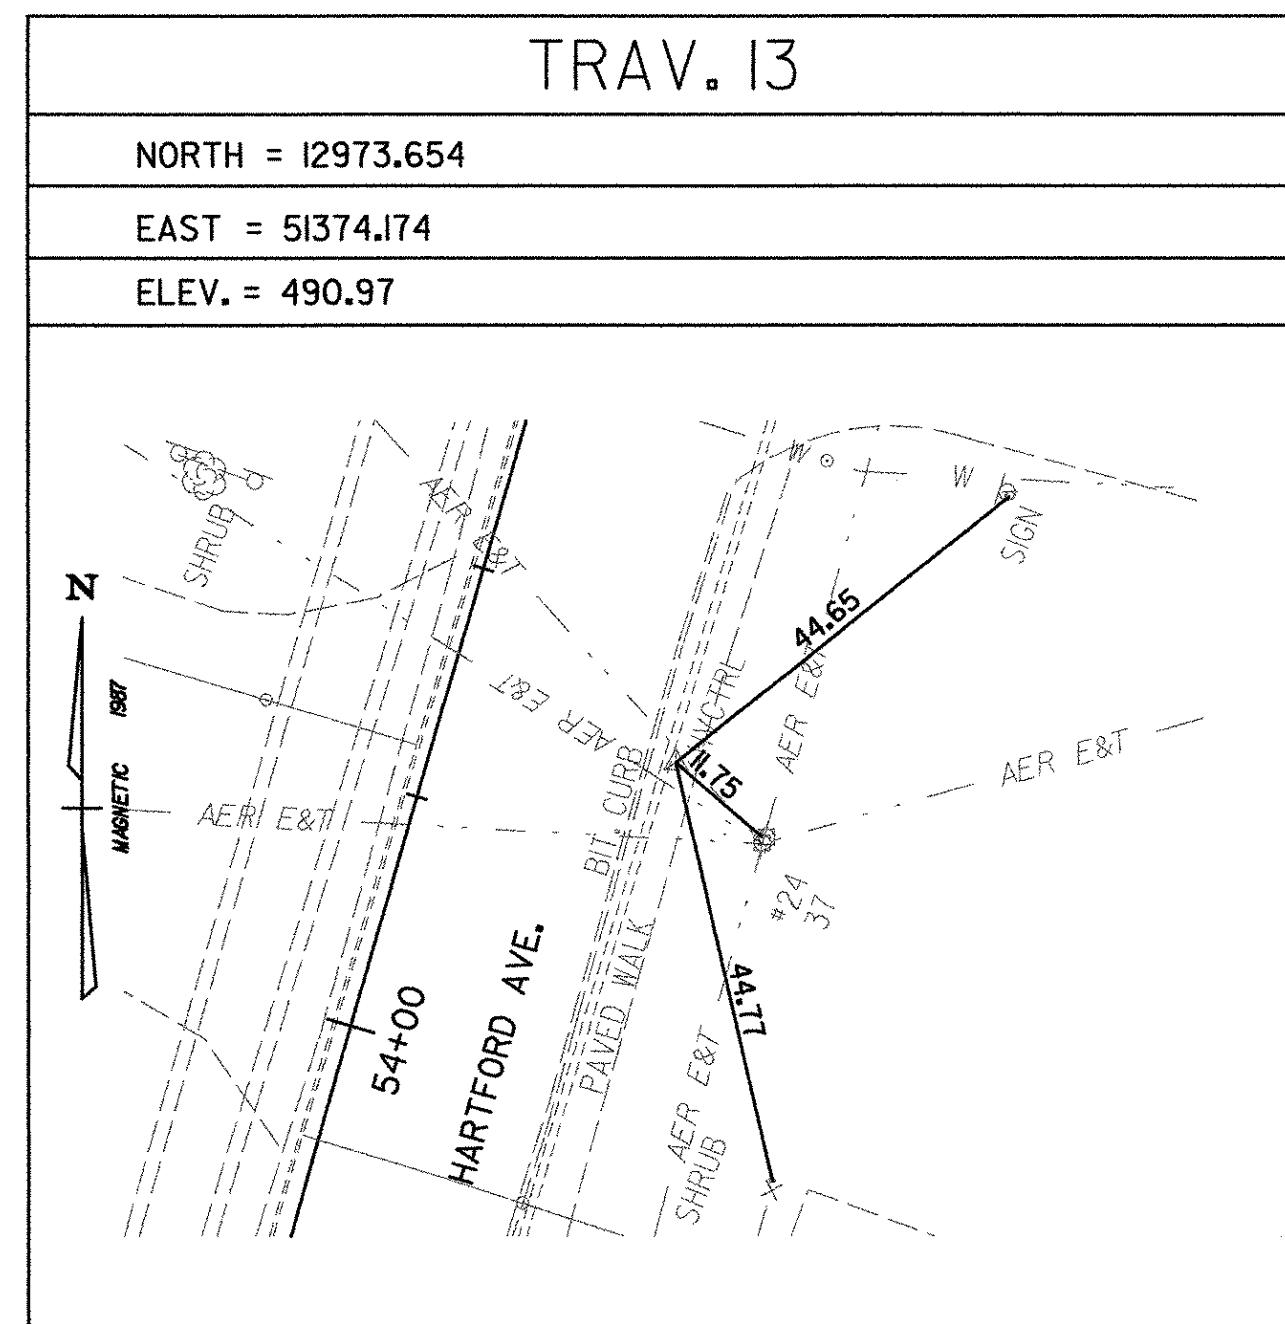 TRAV. 13
NORTH = 12973.654
EAST = 51374.174
ELEV. = 490.97
W
W
SIGN
AER E&T
SHRUB
N
MAGNETIC 1987
44.65
AER E&T
AER E&T
AER E&T
11.75
BIT. CURB
AER E&T
#24
37
PAVED WALK
44.77
54+00
HARTFORD AVE.
AER E&T
SHRUB